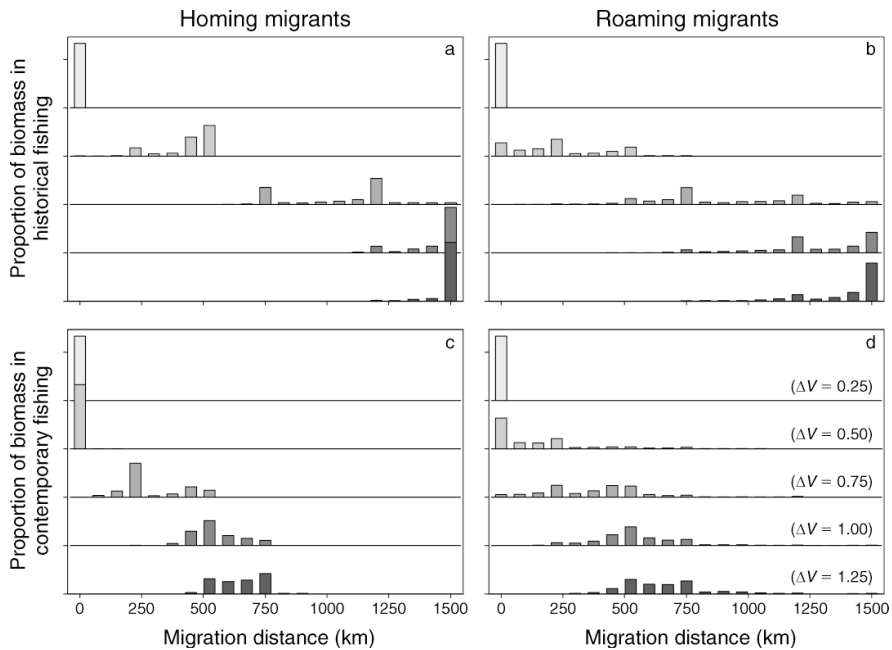 Homing migrants
Roaming migrants
Proportion of biomass in
historical fishing
a
b
Proportion of biomass in
contemporary fishing
c
d
(ΔV = 0.25)
(ΔV = 0.50)
(ΔV = 0.75)
(ΔV = 1.00)
(ΔV = 1.25)
0 250 500 750 1000 1250 1500
0 250 500 750 1000 1250 1500
Migration distance (km)
Migration distance (km)